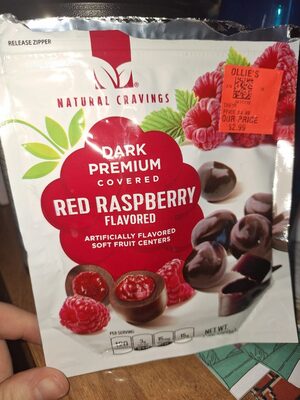 RELEASE ZIPPER
NATURAL CRAVINGS
OLLIE'S
OUR PRICE
$2.99
DARK
PREMIUM
COVERED
RED RASPBERRY
FLAVORED
ARTIFICIALLY FLAVORED
SOFT FRUIT CENTERS
PER SERVING
NET WT.